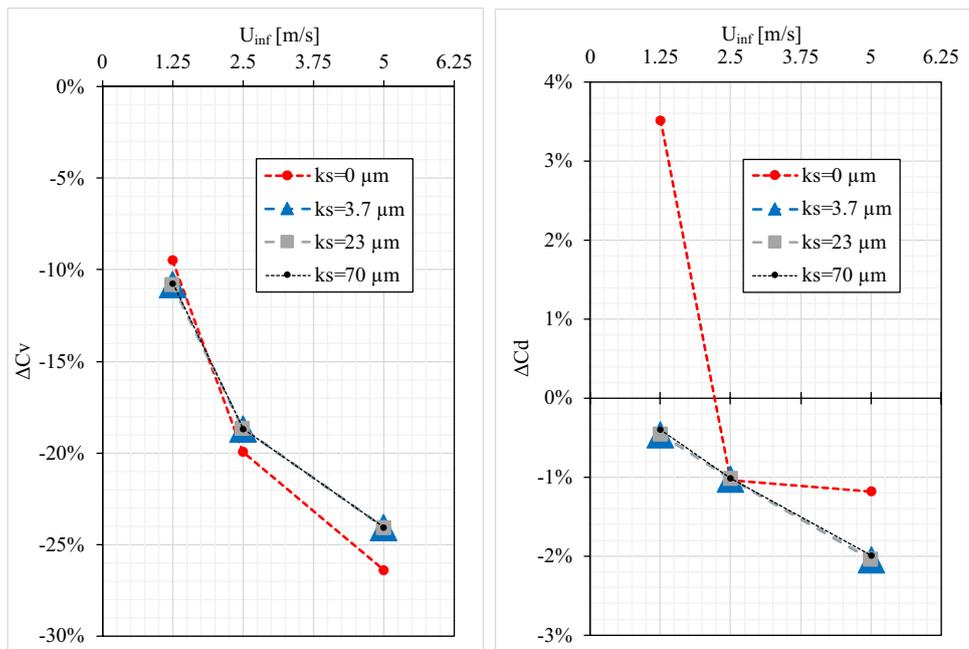 U_inf [m/s]
0 1.25 2.5 3.75 5 6.25
0%
-5%
-10%
-15%
-20%
-25%
-30%
ΔCv
ks=0 µm
ks=3.7 µm
ks=23 µm
ks=70 µm
U_inf [m/s]
0 1.25 2.5 3.75 5 6.25
4%
3%
2%
1%
0%
-1%
-2%
-3%
ΔCd
ks=0 µm
ks=3.7 µm
ks=23 µm
ks=70 µm